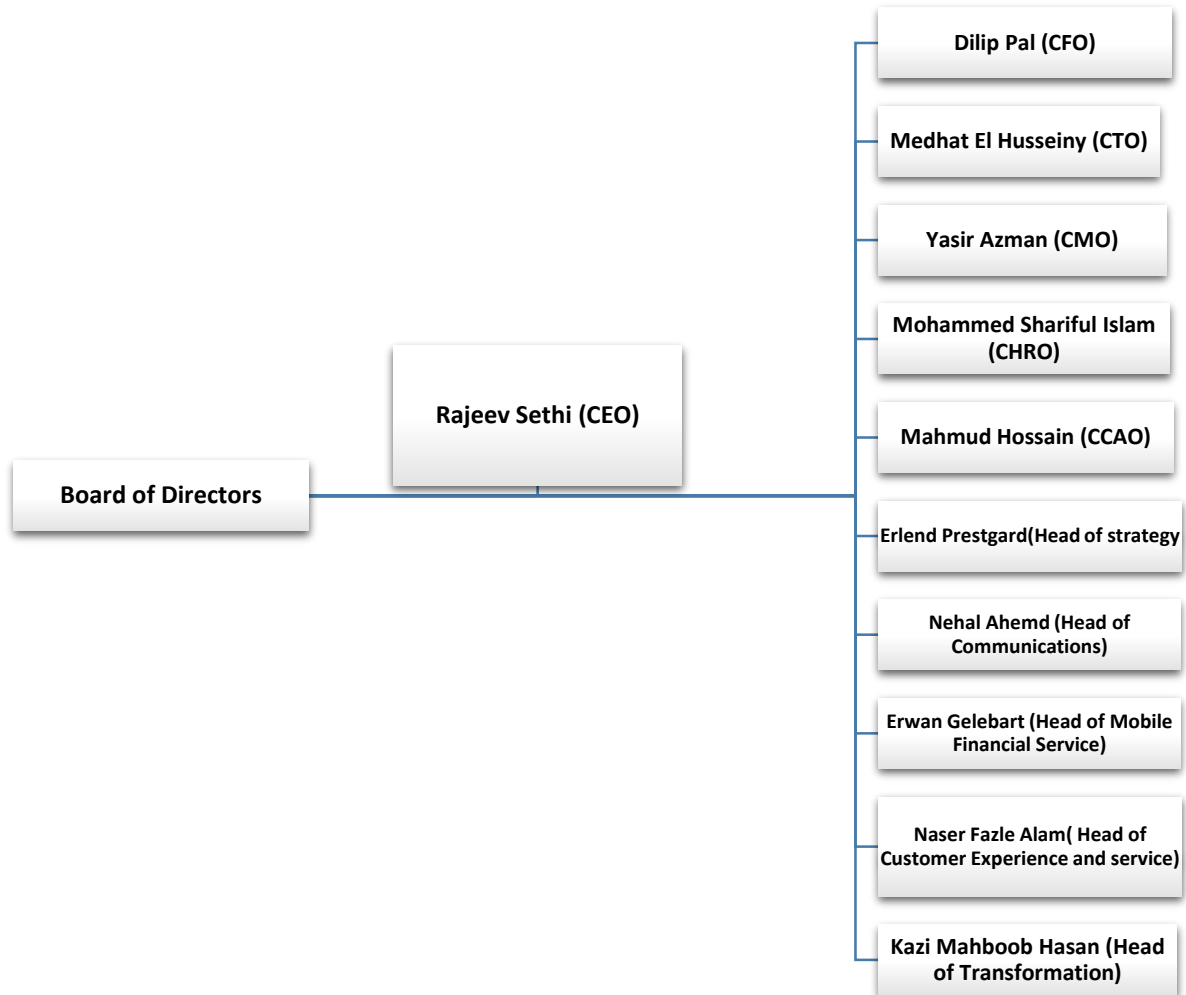 Board of Directors
Rajeev Sethi (CEO)
Dilip Pal (CFO)
Medhat El Husseiny (CTO)
Yasir Azman (CMO)
Mohammed Shariful Islam
(CHRO)
Mahmud Hossain (CCAO)
Erlend Prestgard(Head of strategy
Nehal Ahemd (Head of
Communications)
Erwan Gelebart (Head of Mobile
Financial Service)
Naser Fazle Alam( Head of
Customer Experience and service)
Kazi Mahboob Hasan (Head
of Transformation)